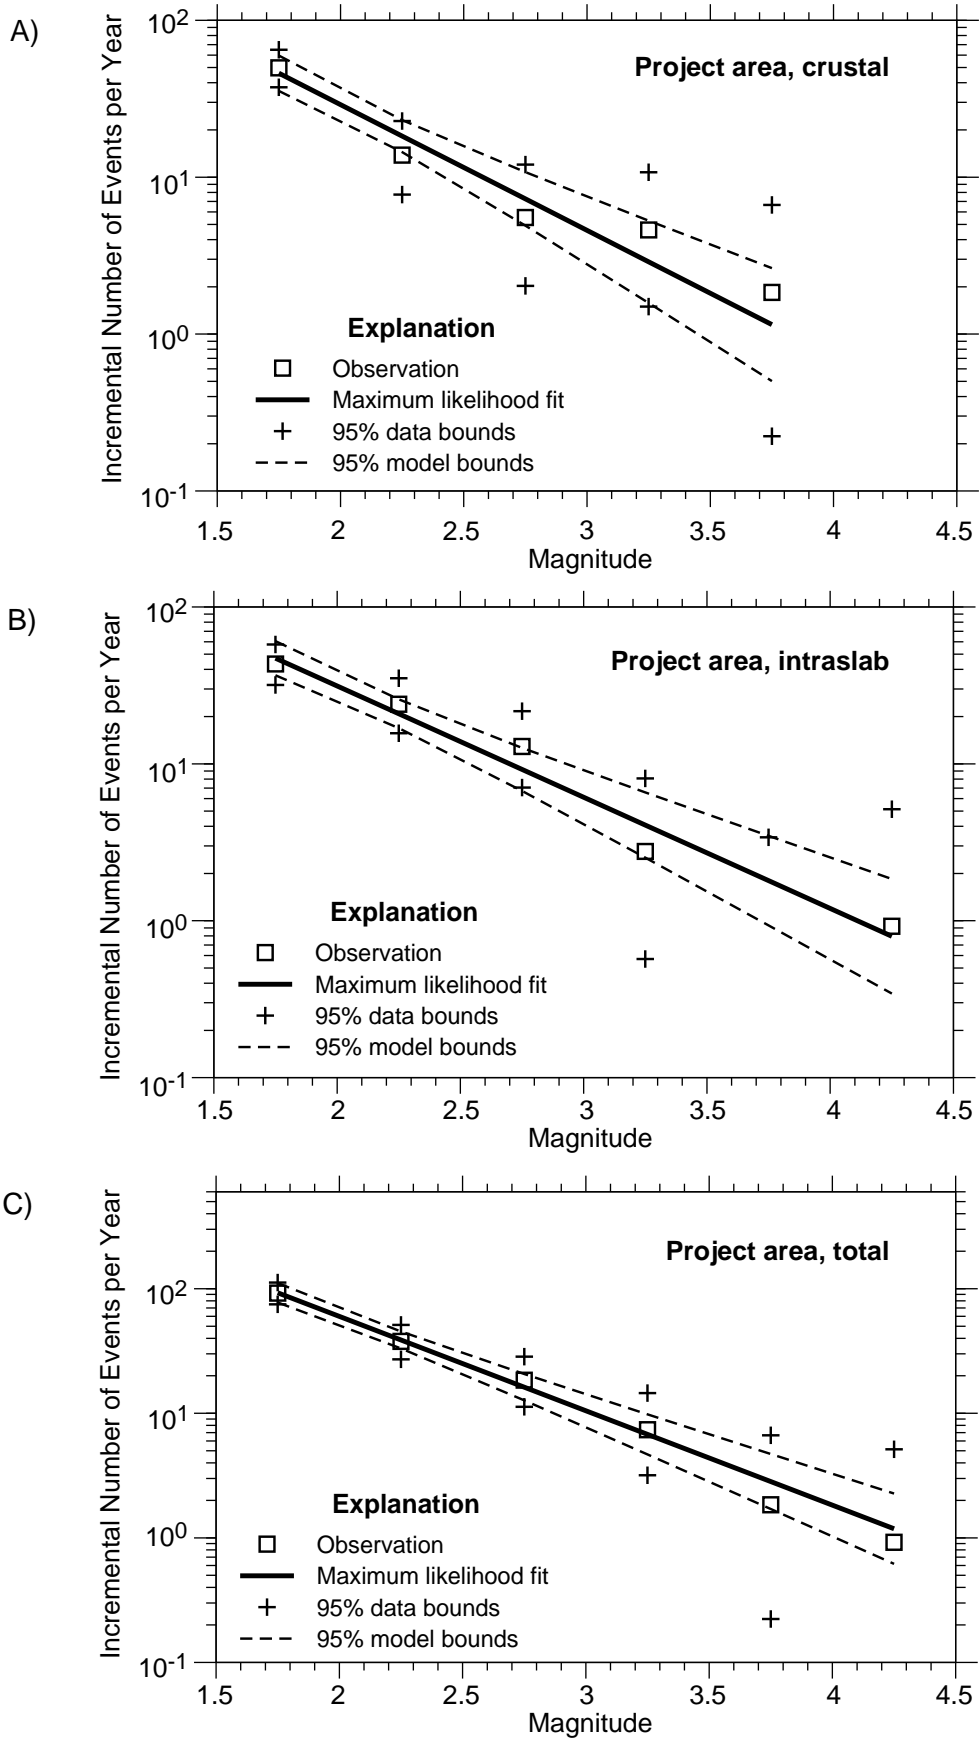 A)
Project area, crustal
Incremental Number of Events per Year
10²
10¹
10⁰
10⁻¹
Explanation
Observation
Maximum likelihood fit
95% data bounds
95% model bounds
1.5 2 2.5 3 3.5 4 4.5
Magnitude
B)
Project area, intraslab
Incremental Number of Events per Year
10²
10¹
10⁰
10⁻¹
Explanation
Observation
Maximum likelihood fit
95% data bounds
95% model bounds
1.5 2 2.5 3 3.5 4 4.5
Magnitude
C)
Project area, total
Incremental Number of Events per Year
10²
10¹
10⁰
10⁻¹
Explanation
Observation
Maximum likelihood fit
95% data bounds
95% model bounds
1.5 2 2.5 3 3.5 4 4.5
Magnitude